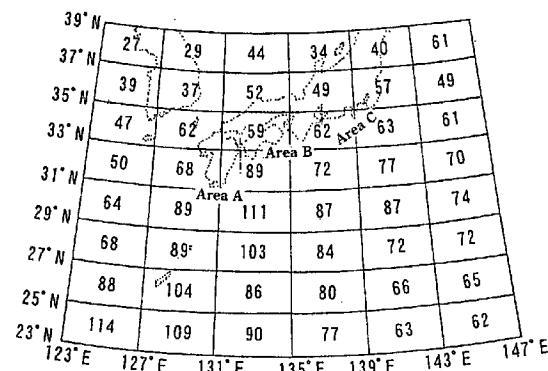 39°N 27 29 44 34 40 61
37°N 39 37 52 49 57 49
35°N 47 62 59 62 63 61
Area C
Area B
33°N 50 68 89 72 77 70
Area A
31°N 64 89 111 87 87 74
29°N 68 89 103 84 72 72
27°N 88 104 86 80 66 65
25°N 114 109 90 77 63 62
23°N
123°E 127°E 131°E 135°E 139°E 143°E 147°E